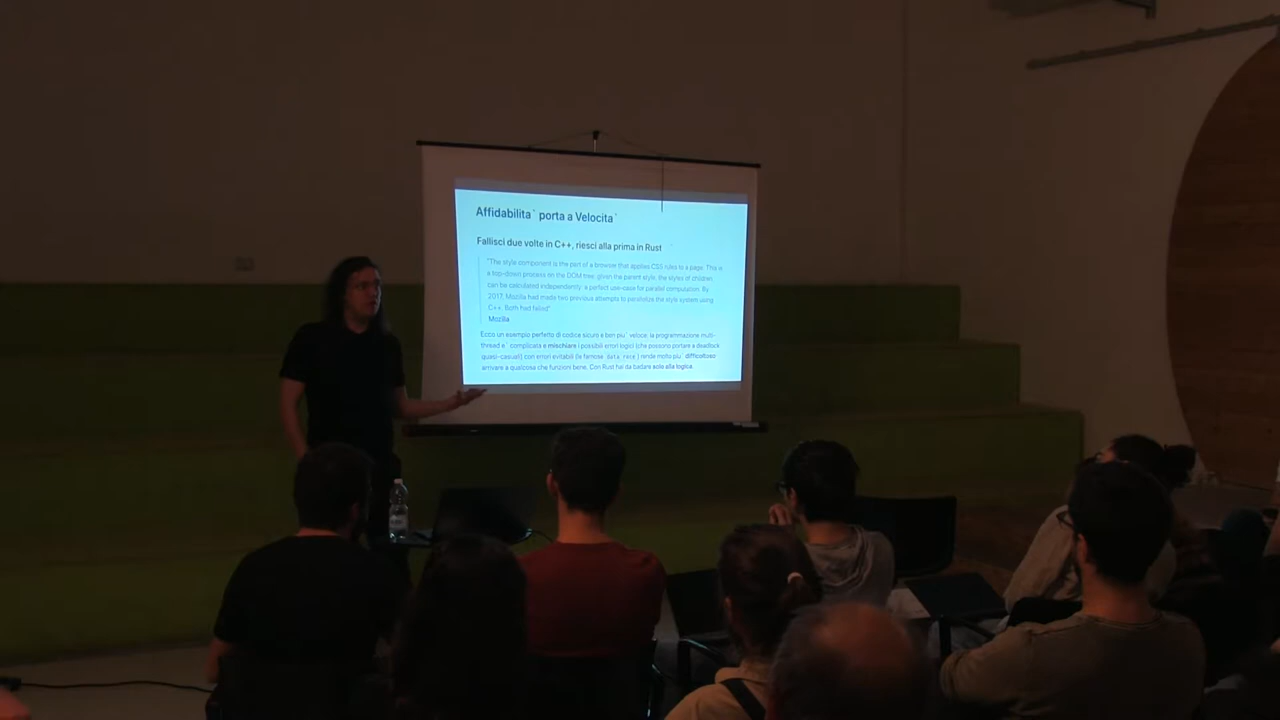 Affidabilita` porta a Velocita`
Fallisci due volte in C++, riesci alla prima in Rust
"The style component is the part of a browser that applies CSS rules to a page. This is
a top-down process on the DOM tree: given the parent style, the styles of children
can be calculated independently: a perfect use-case for parallel computation. By
2017, Mozilla had made two previous attempts to parallelize the style system using
C++. Both had failed"
Mozilla
Ecco un esempio perfetto di codice sicuro e ben piu` veloce: la programmazione multi-
thread e` complicata e mischiare i possibili errori logici (che possono portare a deadlock
quasi-casuali) con errori evitabili (le famose data race) rende molto piu` difficoltoso
arrivare a qualcosa che funzioni bene. Con Rust hai da badare solo alla logica